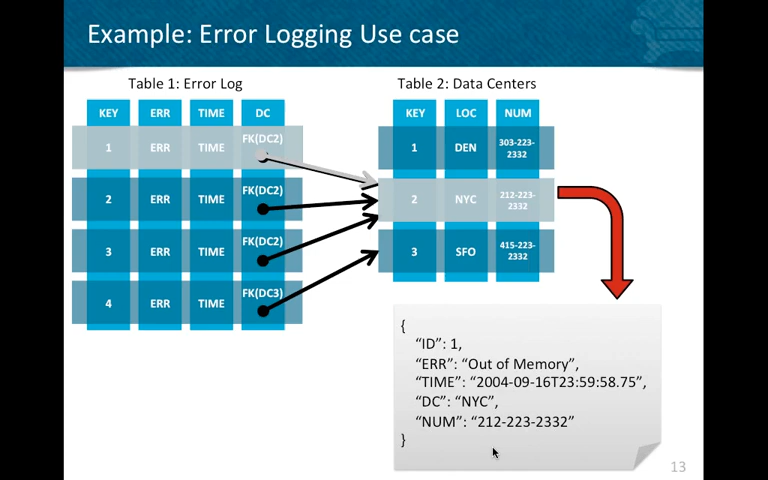 Example: Error Logging Use case
Table 1: Error Log
KEY ERR TIME DC
1 ERR TIME FK(DC2)
2 ERR TIME FK(DC2)
3 ERR TIME FK(DC2)
4 ERR TIME FK(DC3)
Table 2: Data Centers
KEY LOC NUM
1 DEN 303-223-
2332
2 NYC 212-223-
2332
3 SFO 415-223-
2332
{
“ID”: 1,
“ERR”: “Out of Memory”,
“TIME”: “2004-09-16T23:59:58.75”,
“DC”: “NYC”,
“NUM”: “212-223-2332”
}
13